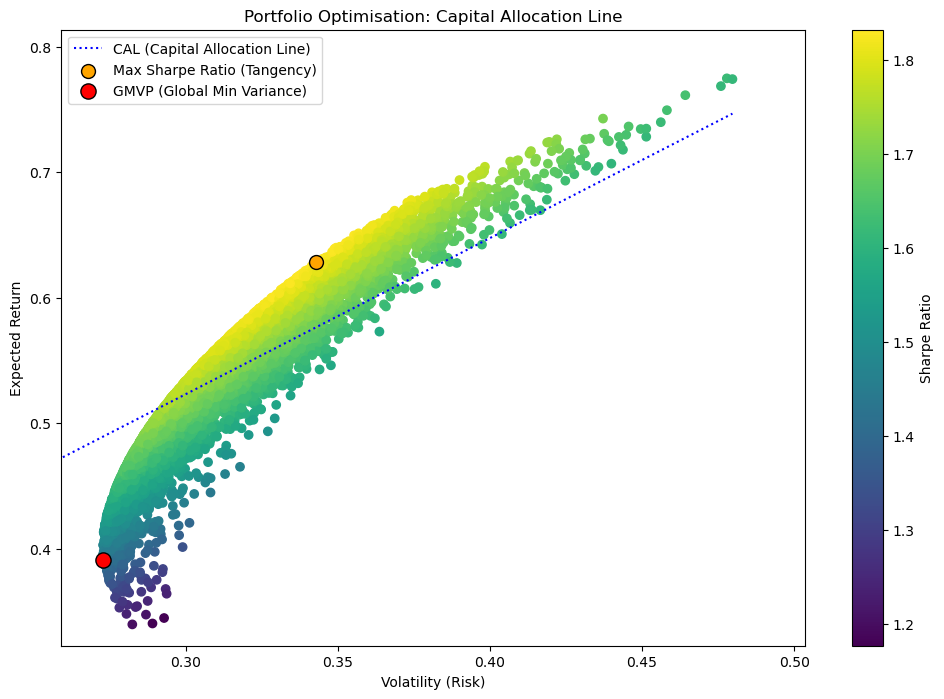 Portfolio Optimisation: Capital Allocation Line
CAL (Capital Allocation Line)
Max Sharpe Ratio (Tangency)
GMVP (Global Min Variance)
0.8
0.7
0.6
0.5
0.4
Expected Return
0.30
0.35
0.40
0.45
0.50
Volatility (Risk)
1.8
1.7
1.6
1.5
1.4
1.3
1.2
Sharpe Ratio